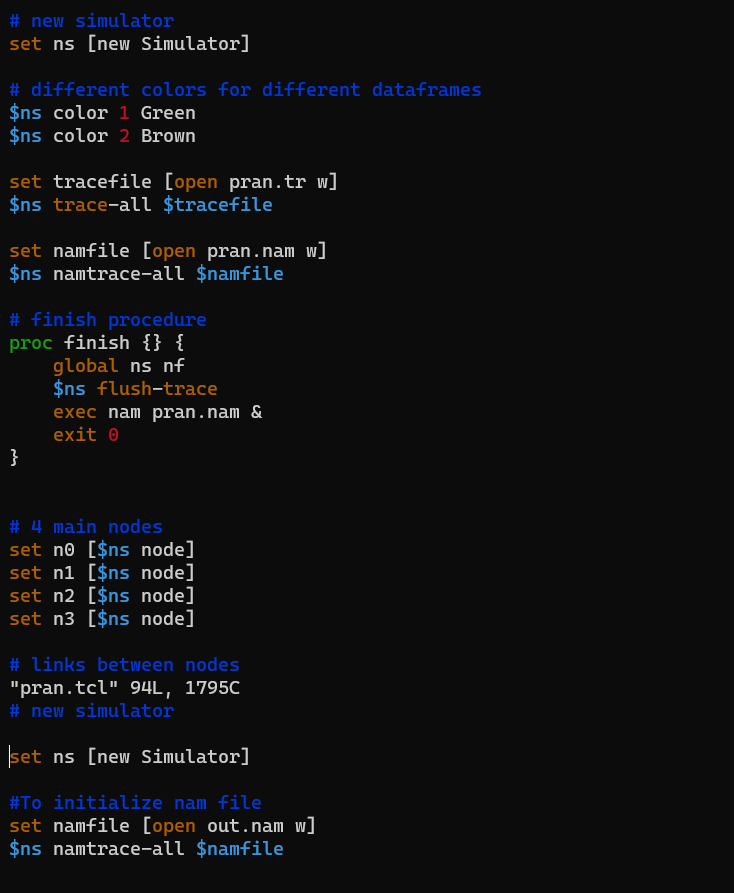 # new simulator
set ns [new Simulator]
# different colors for different dataframes
$ns color 1 Green
$ns color 2 Brown
set tracefile [open pran.tr w]
$ns trace-all $tracefile
set namfile [open pran.nam w]
$ns namtrace-all $namfile
# finish procedure
proc finish {} {
    global ns nf
    $ns flush-trace
    exec nam pran.nam &
    exit 0
}
# 4 main nodes
set n0 [$ns node]
set n1 [$ns node]
set n2 [$ns node]
set n3 [$ns node]
# links between nodes
"pran.tcl" 94L, 1795C
# new simulator
set ns [new Simulator]
#To initialize nam file
set namfile [open out.nam w]
$ns namtrace-all $namfile